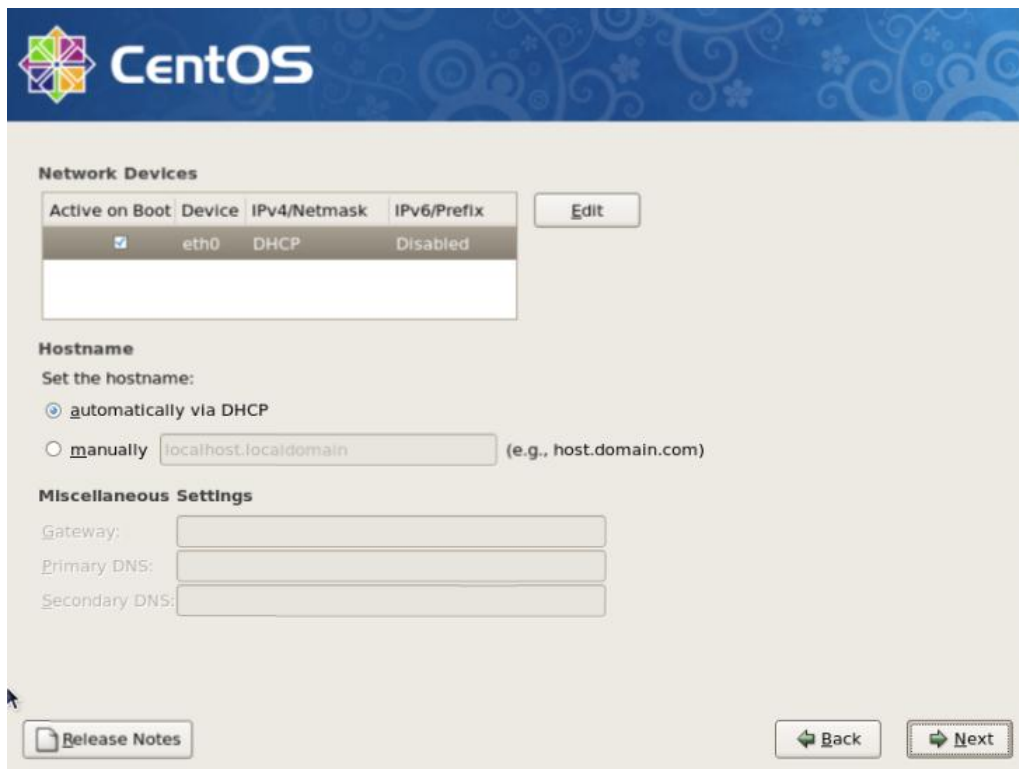 CentOS
Network Devices
Active on Boot Device IPv4/Netmask IPv6/Prefix
Edit
eth0 DHCP Disabled
Hostname
Set the hostname:
automatically via DHCP
manually localhost.localdomain (e.g., host.domain.com)
Miscellaneous Settings
Gateway:
Primary DNS:
Secondary DNS:
Release Notes
Back
Next